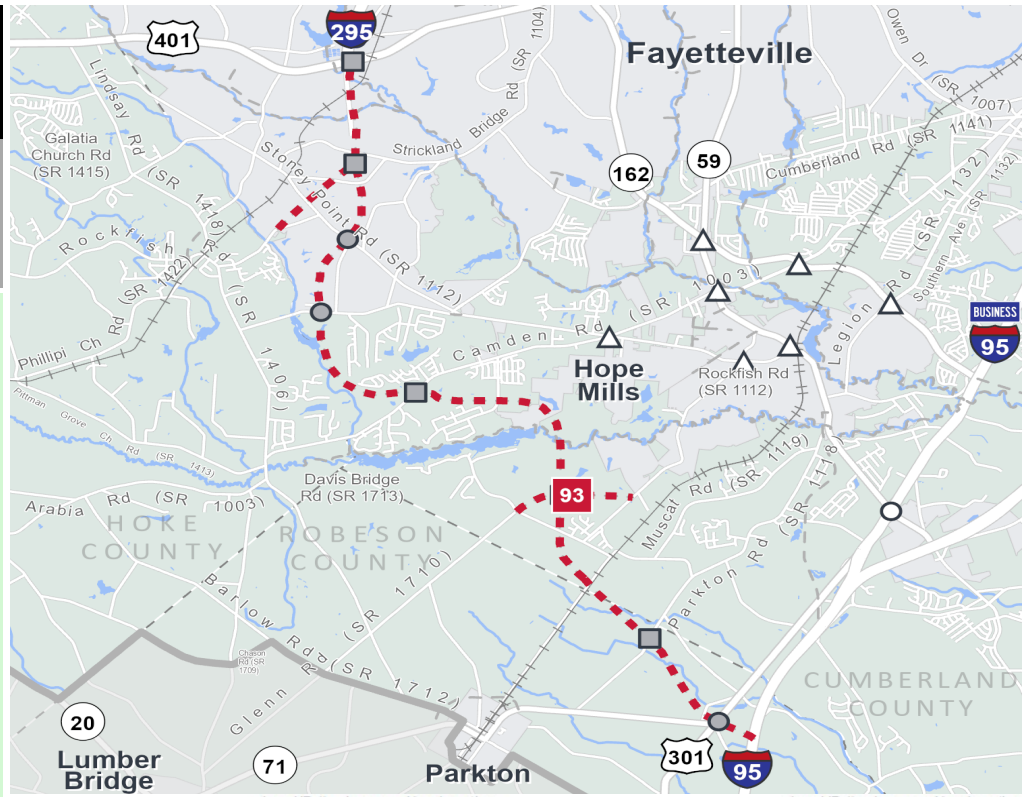 401
295
Fayetteville
Owen Dr (SR 1007)
Lindsay Rd (SR 1418)
Galatia
Church Rd
(SR 1415)
Strickland Bridge Rd (SR 1104)
Stoney Point Rd (SR 1112)
162
59
Cumberland Rd (SR 1141)
(SR 1132)
Southern Ave (SR 1132)
Rockfish Rd (SR 1406)
Phillipi Ch Rd (SR 1422)
Camden Rd (SR 1003)
Legion Rd
BUSINESS
95
Hope
Mills
Rockfish Rd
(SR 1112)
Pittman Grove Ch Rd (SR 1413)
Davis Bridge
Rd (SR 1713)
Arabia Rd (SR 1003)
HOKE
COUNTY
ROBESON
COUNTY
93
Muscat Rd (SR 1119)
Parkton Rd (SR 1118)
Barlow Rd (SR 1712)
Chason
Rd (SR
1709)
Glenn Rd (SR 1710)
CUMBERLAND
COUNTY
20
Lumber
Bridge
71
Parkton
301
95